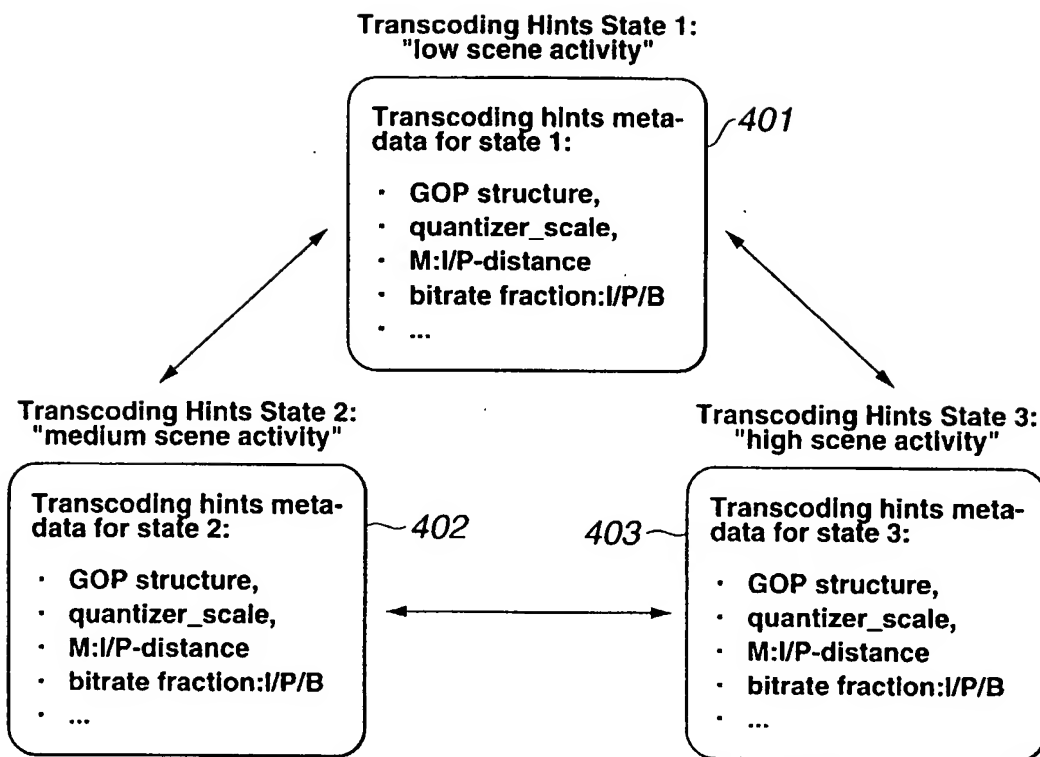 Transcoding Hints State 1:
"low scene activity"
Transcoding hints meta-
data for state 1:
· GOP structure,
· quantizer_scale,
· M:I/P-distance
· bitrate fraction:I/P/B
· ...
401
Transcoding Hints State 2:
"medium scene activity"
Transcoding hints meta-
data for state 2:
· GOP structure,
· quantizer_scale,
· M:I/P-distance
· bitrate fraction:I/P/B
· ...
402
Transcoding Hints State 3:
"high scene activity"
403
Transcoding hints meta-
data for state 3:
· GOP structure,
· quantizer_scale,
· M:I/P-distance
· bitrate fraction:I/P/B
· ...